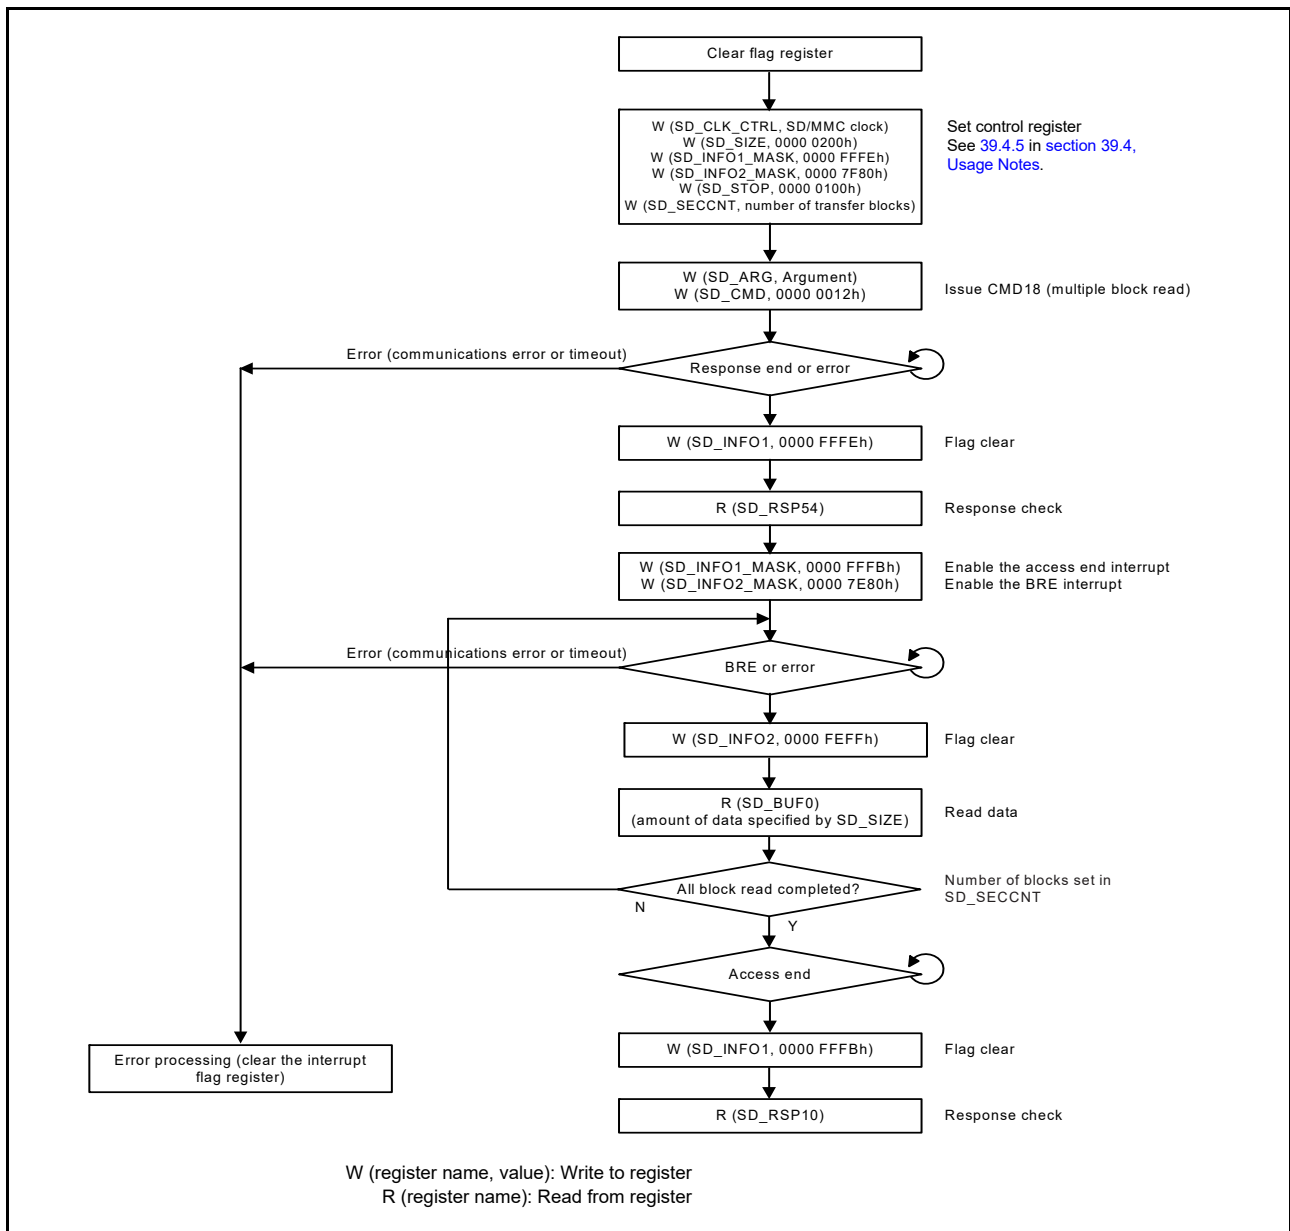 Clear flag register
W (SD_CLK_CTRL, SD/MMC clock)
W (SD_SIZE, 0000 0200h)
W (SD_INFO1_MASK, 0000 FFFEh)
W (SD_INFO2_MASK, 0000 7F80h)
W (SD_STOP, 0000 0100h)
W (SD_SECCNT, number of transfer blocks)
Set control register
See 39.4.5 in section 39.4,
Usage Notes.
W (SD_ARG, Argument)
W (SD_CMD, 0000 0012h)
Issue CMD18 (multiple block read)
Error (communications error or timeout)
Response end or error
W (SD_INFO1, 0000 FFFEh)
Flag clear
R (SD_RSP54)
Response check
W (SD_INFO1_MASK, 0000 FFFBh)
W (SD_INFO2_MASK, 0000 7E80h)
Enable the access end interrupt
Enable the BRE interrupt
Error (communications error or timeout)
BRE or error
W (SD_INFO2, 0000 FEFFh)
Flag clear
R (SD_BUF0)
(amount of data specified by SD_SIZE)
Read data
All block read completed?
Number of blocks set in
SD_SECCNT
N
Y
Access end
W (SD_INFO1, 0000 FFFBh)
Flag clear
Error processing (clear the interrupt
flag register)
R (SD_RSP10)
Response check
W (register name, value): Write to register
R (register name): Read from register